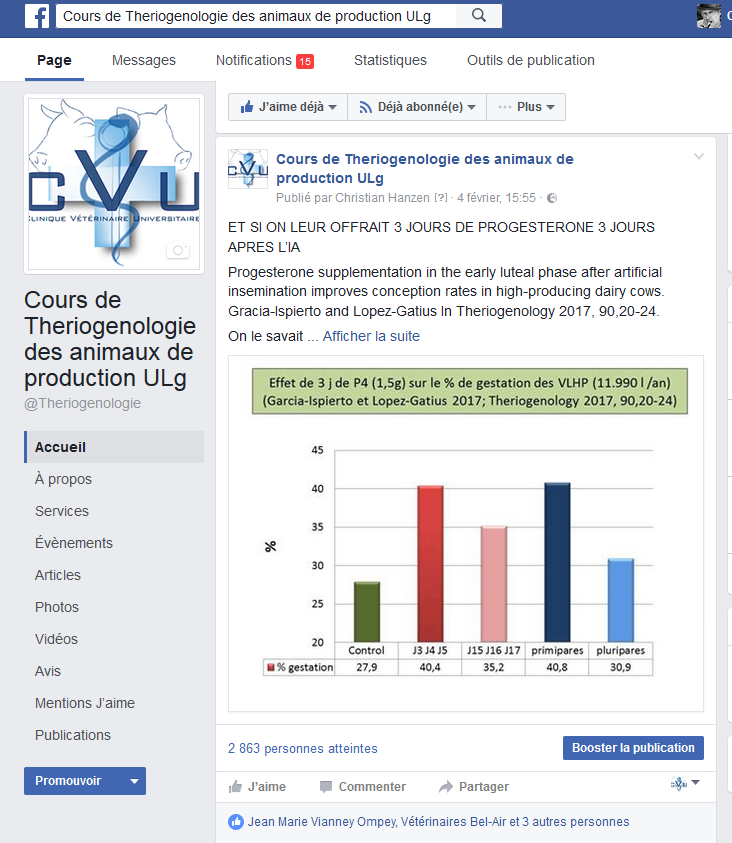 Cours de Theriogenologie des animaux de production ULg
Page
Messages
Notifications 15
Statistiques
Outils de publication
J'aime déjà
Déjà abonné(e)
Plus
CVU
CLINIQUE VÉTÉRINAIRE UNIVERSITAIRE
Cours de
Theriogenologie
des animaux de
production ULg
@Theriogenologie
Accueil
À propos
Services
Évènements
Articles
Photos
Vidéos
Avis
Mentions J'aime
Publications
Promouvoir
Cours de Theriogenologie des animaux de
production ULg
Publié par Christian Hanzen [?] · 4 février, 15:55 ·
ET SI ON LEUR OFFRAIT 3 JOURS DE PROGESTERONE 3 JOURS
APRES L'IA
Progesterone supplementation in the early luteal phase after artificial
insemination improves conception rates in high-producing dairy cows.
Gracia-Ispierto and Lopez-Gatius In Theriogenology 2017, 90,20-24.
On le savait ... Afficher la suite
Effet de 3 j de P4 (1,5g) sur le % de gestation des VLHP (11.990 l /an)
(Garcia-Ispierto et Lopez-Gatius 2017; Theriogenology 2017, 90,20-24)
45
40
35
%
30
25
20
Control J3 J4 J5 J15 J16 J17 primipares pluripares
% gestation 27,9 40,4 35,2 40,8 30,9
2 863 personnes atteintes
Booster la publication
J'aime
Commenter
Partager
Jean Marie Vianney Ompey, Vétérinaires Bel-Air et 3 autres personnes